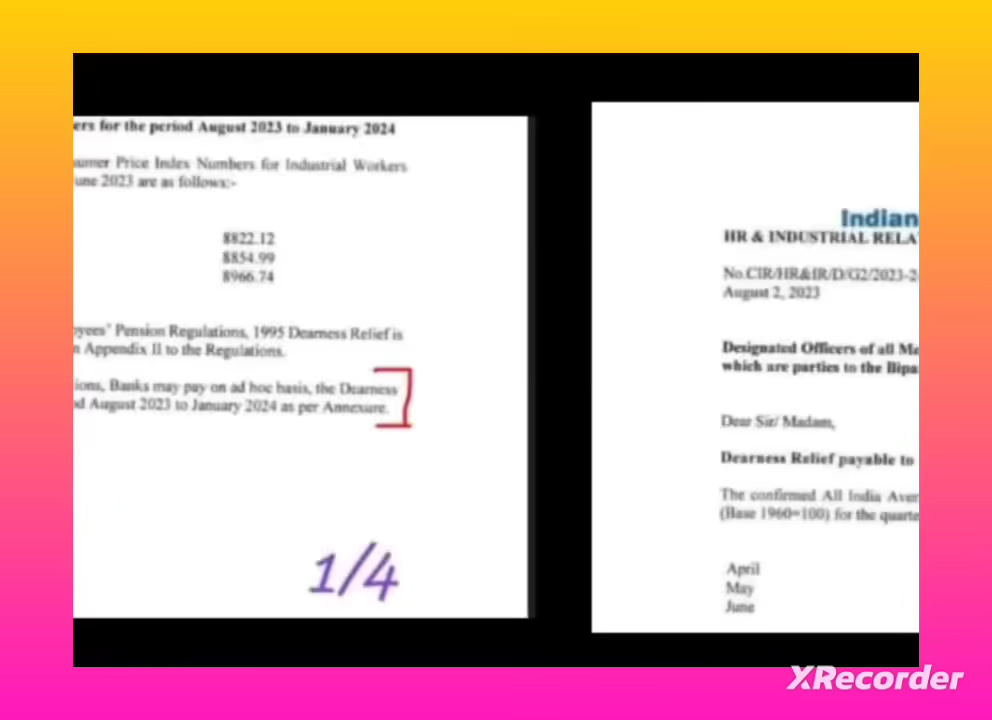 ers for the period August 2023 to January 2024
sumer Price Index Numbers for Industrial Workers
une 2023 are as follows:-
8822.12
8854.99
8966.74
oyees' Pension Regulations, 1995 Dearness Relief is
n Appendix II to the Regulations.
ions, Banks may pay on ad hoc basis, the Dearness
d August 2023 to January 2024 as per Annexure.
1/4
Indian
HR & INDUSTRIAL RELA
No.CIR/HR&IR/D/G2/2023-2
August 2, 2023
Designated Officers of all Me
which are parties to the Bipa
Dear Sir/ Madam,
Dearness Relief payable to
The confirmed All India Aver
(Base 1960=100) for the quarte
April
May
June
XRecorder